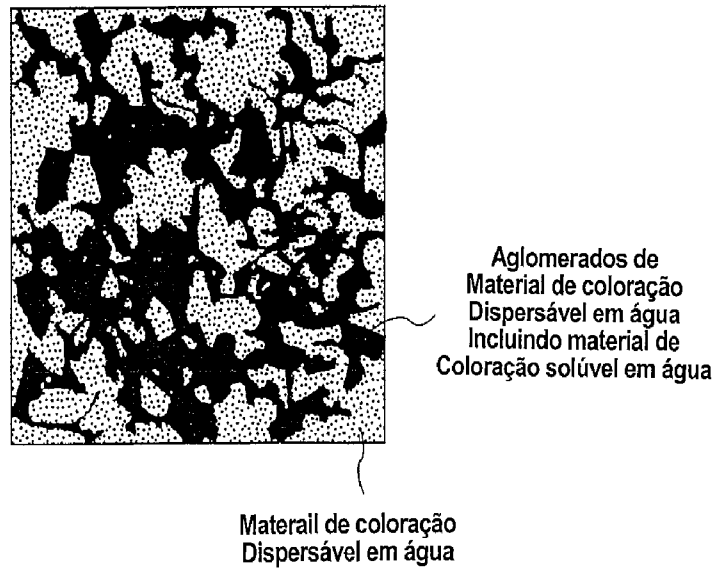 Aglomerados de
Material de coloração
Dispersável em água
Incluindo material de
Coloração solúvel em água
Materail de coloração
Dispersável em água